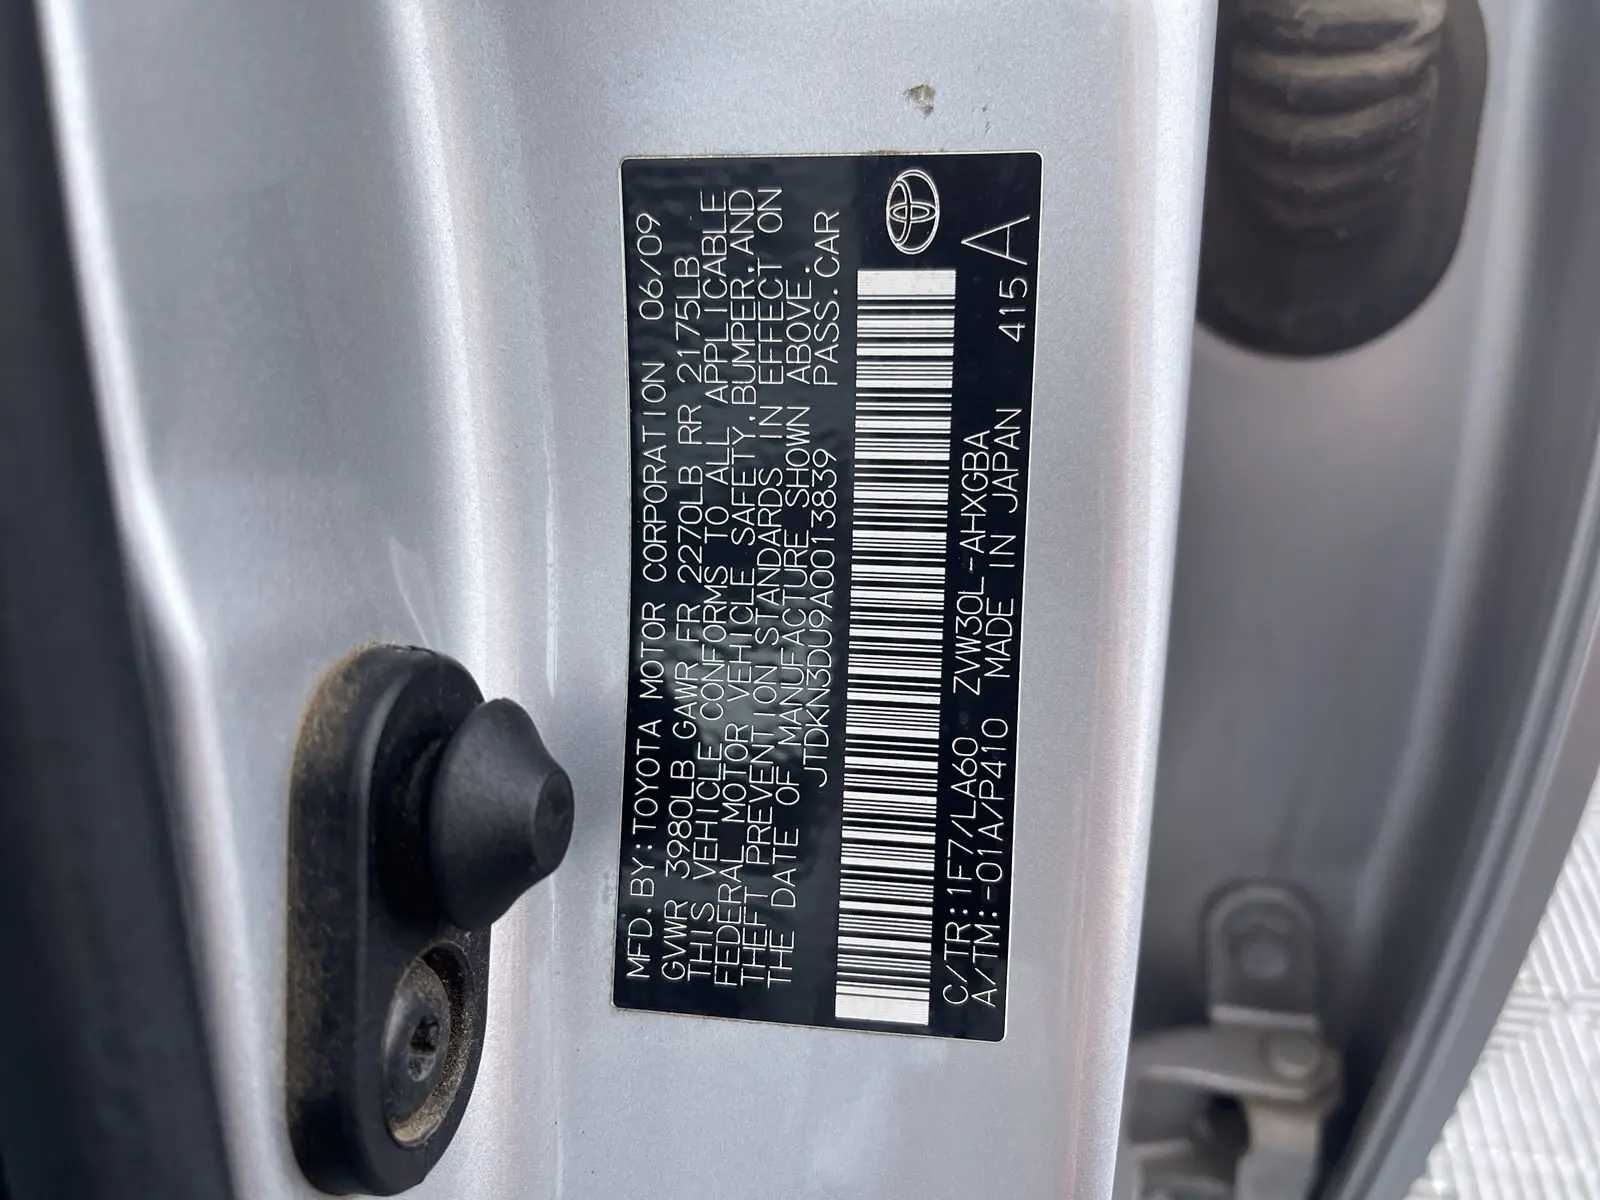 MFD.BY:TOYOTA MOTOR CORPORATION 06/09
GVWR 3980LB GAWR FR 2270LB RR 2175LB
THIS VEHICLE CONFORMS TO ALL APPLICABLE
FEDERAL MOTOR VEHICLE SAFETY,BUMPER,AND
THEFT PREVENTION STANDARDS IN EFFECT ON
THE DATE OF MANUFACTURE SHOWN ABOVE.
JTDKN3DU9A0013839 PASS.CAR
C/TR:1F7/LA60 ZVW30L-AHXGBA
A/TM:-01A/P410 MADE IN JAPAN 415 A